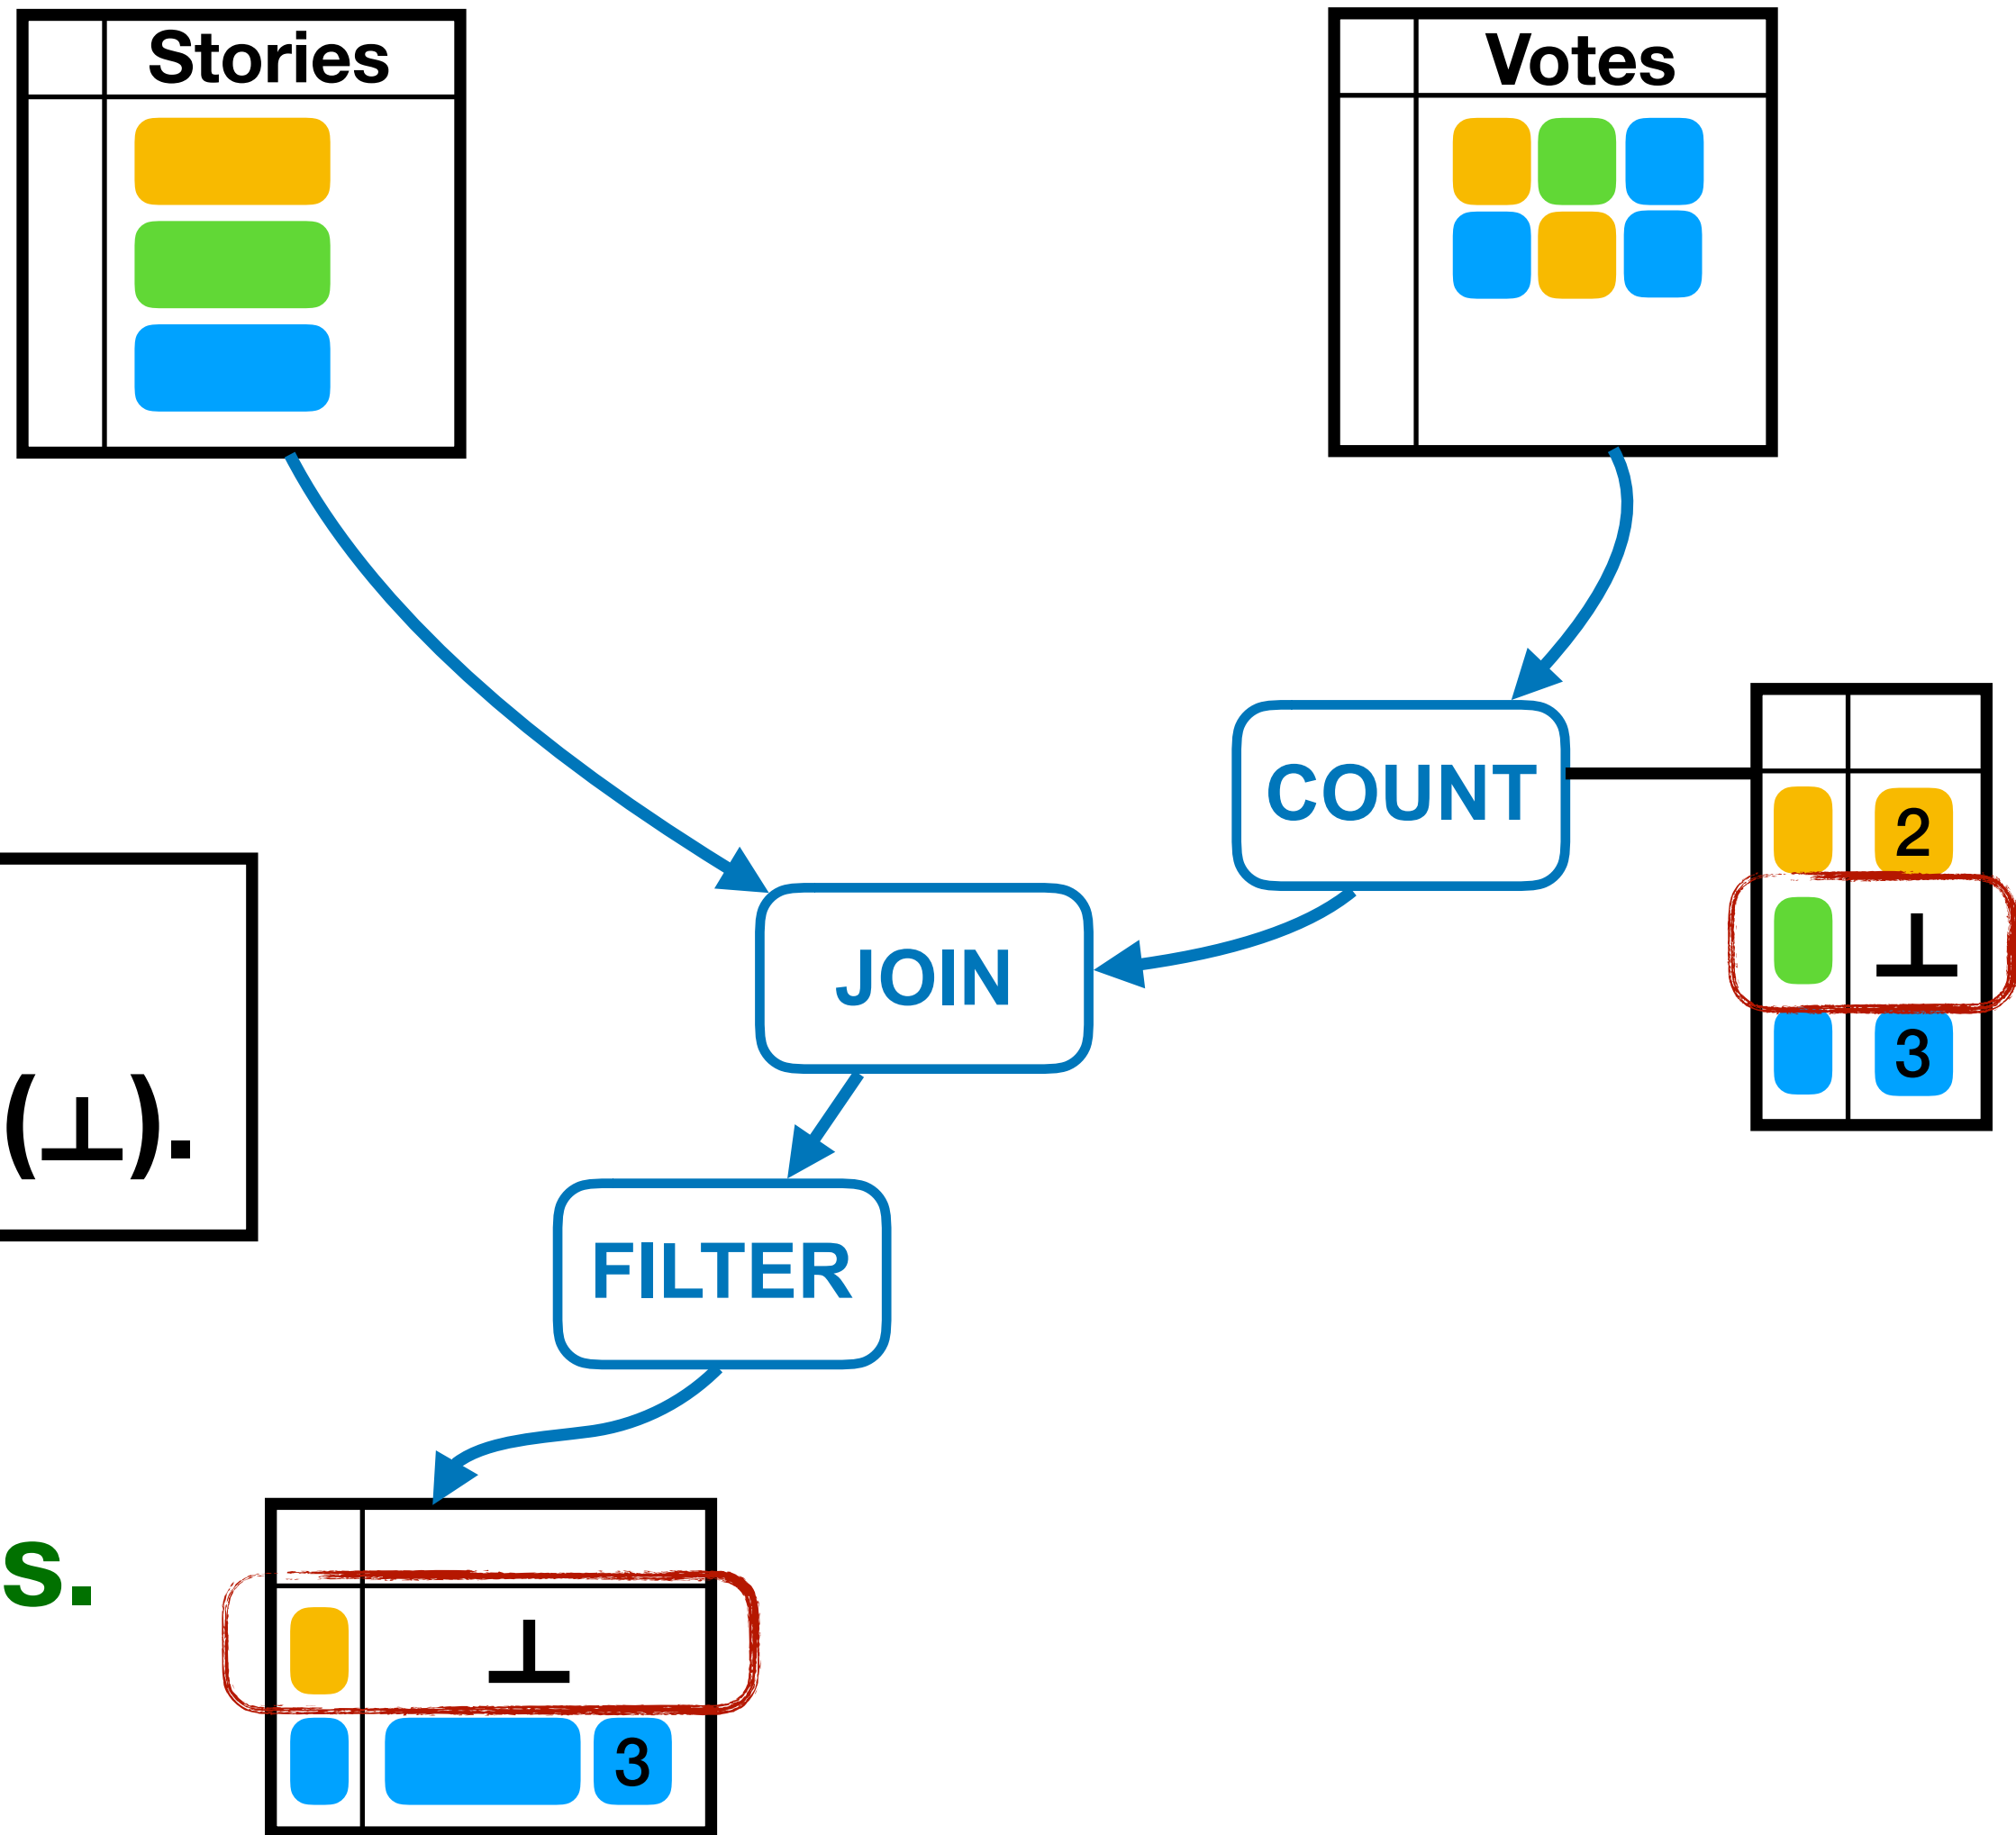 Stories
Votes
COUNT
2
⊥
3
JOIN
(⊥).
FILTER
s.
⊥
3